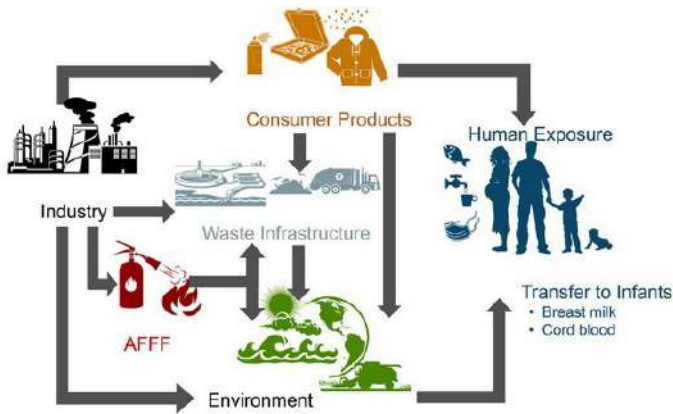 Consumer Products
Human Exposure
Industry
Waste Infrastructure
Transfer to Infants
• Breast milk
• Cord blood
AFFF
Environment